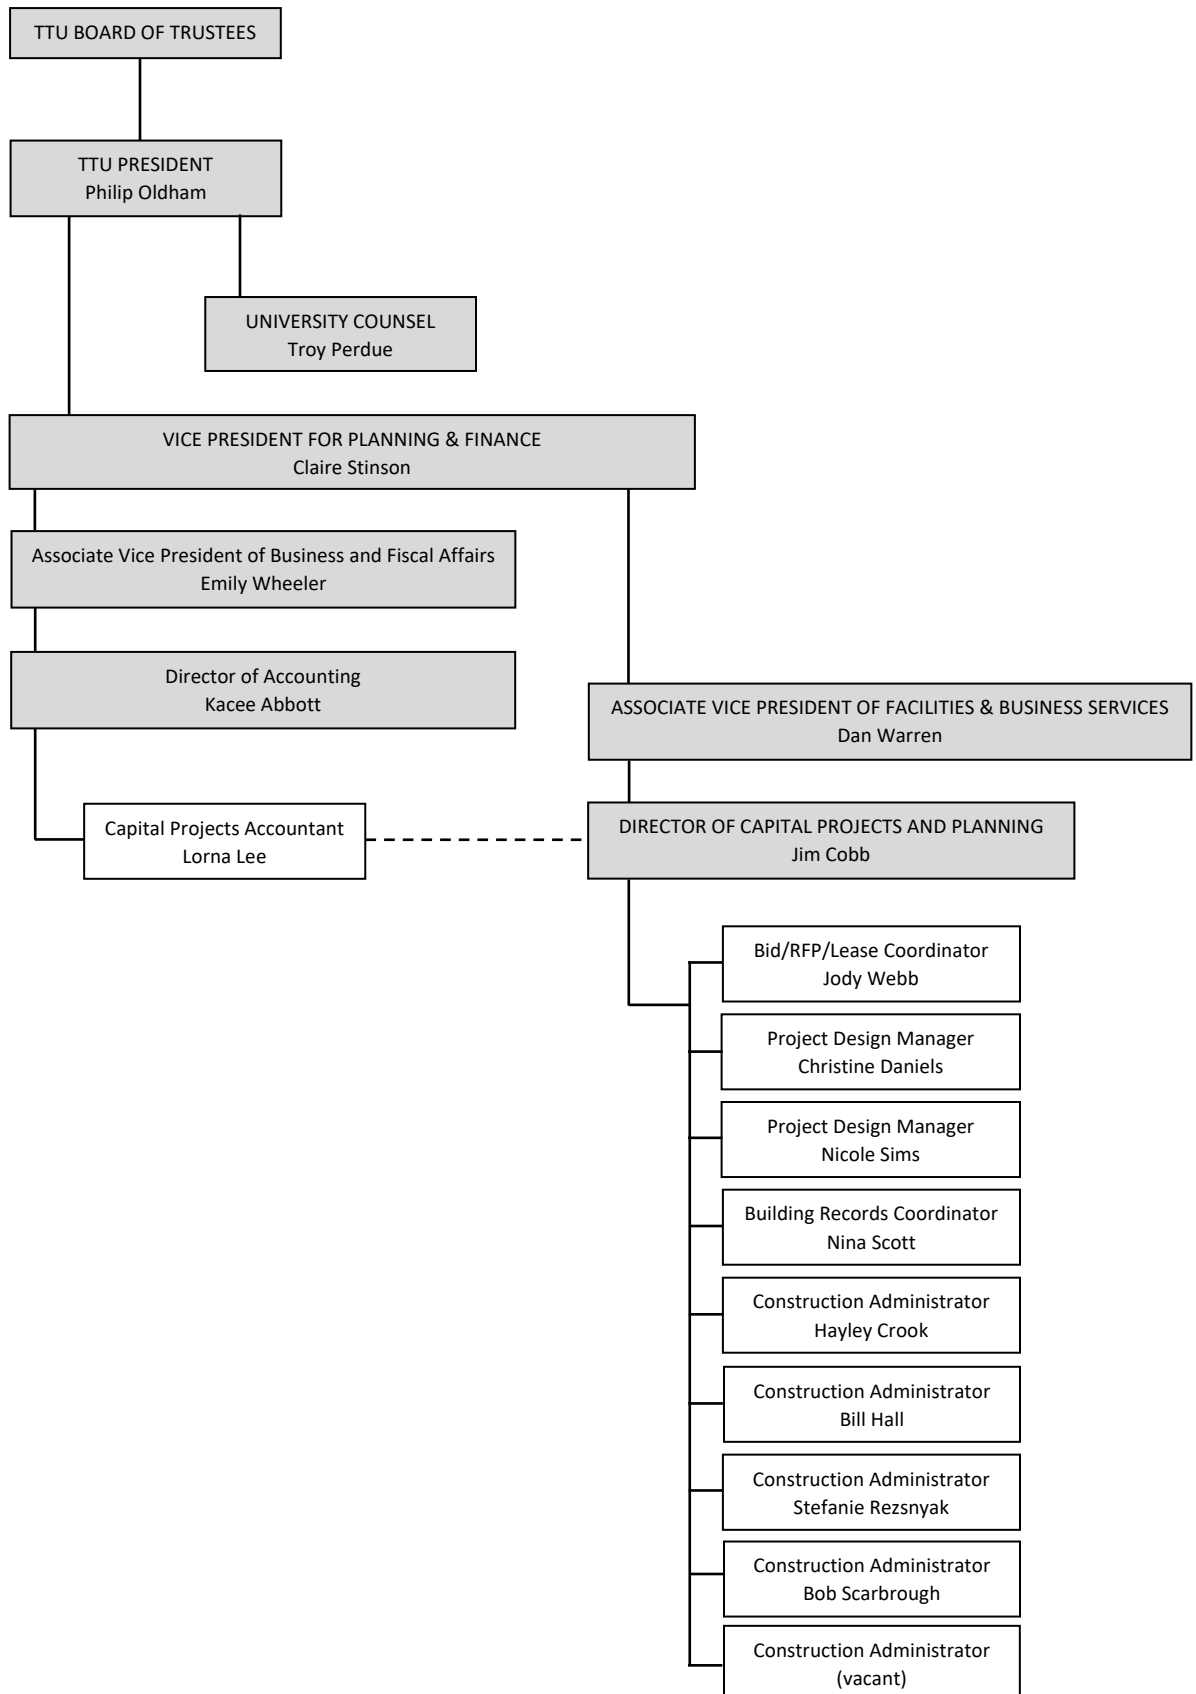 TTU BOARD OF TRUSTEES
TTU PRESIDENT
Philip Oldham
UNIVERSITY COUNSEL
Troy Perdue
VICE PRESIDENT FOR PLANNING & FINANCE
Claire Stinson
Associate Vice President of Business and Fiscal Affairs
Emily Wheeler
Director of Accounting
Kacee Abbott
ASSOCIATE VICE PRESIDENT OF FACILITIES & BUSINESS SERVICES
Dan Warren
Capital Projects Accountant
Lorna Lee
DIRECTOR OF CAPITAL PROJECTS AND PLANNING
Jim Cobb
Bid/RFP/Lease Coordinator
Jody Webb
Project Design Manager
Christine Daniels
Project Design Manager
Nicole Sims
Building Records Coordinator
Nina Scott
Construction Administrator
Hayley Crook
Construction Administrator
Bill Hall
Construction Administrator
Stefanie Rezsnyak
Construction Administrator
Bob Scarbrough
Construction Administrator
(vacant)